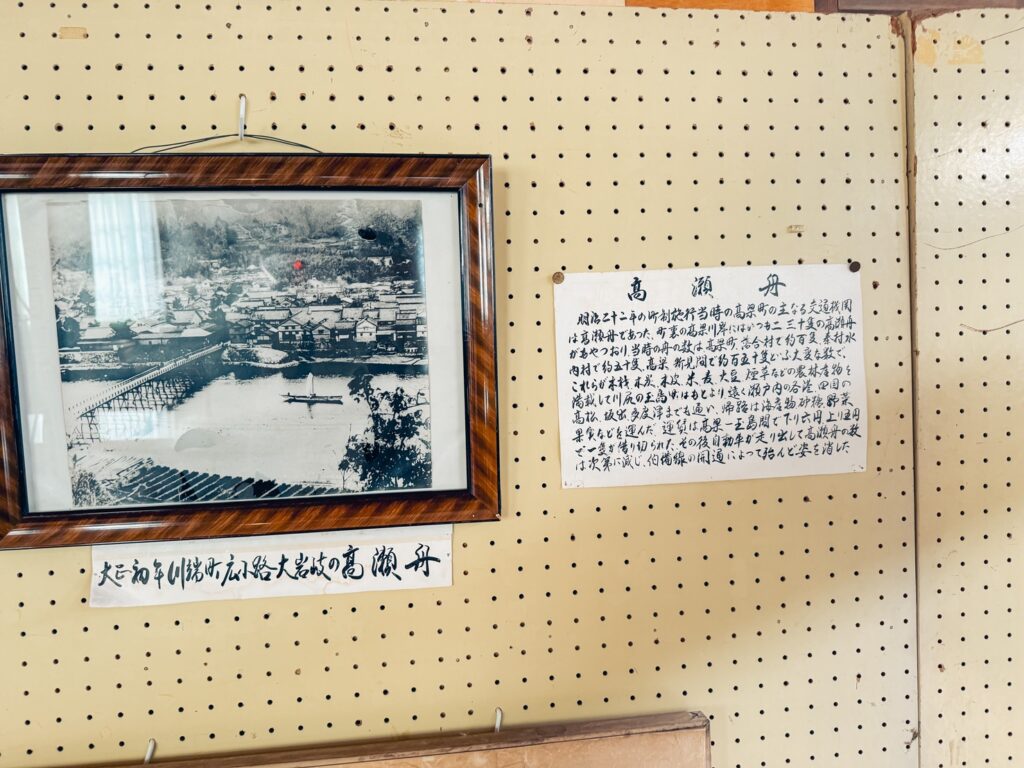 高瀬舟
明治二十二年の町制施行当時の高梁町の主なる交通機関
は高瀬舟であった。町裏の高梁川岸にはいつも二三十隻の高瀬舟
がもやっており、当時の舟の数は高梁町、落合村で約百隻、巻村水
内村で約五十隻、高梁 新見間で約百五十隻という大変な数で、
これらが木材、木炭、木次、米、麦、大豆、煙草などの農林産物を
満載して川尻の玉島町はもとより遠く瀬戸内の各港、四国の
高松、坂出、多度津までも通い、帰路は海産物、砂糖、野菜、
果実などを運んだ。運賃は高梁―玉島間で下り六円、上り五円
で一隻が借り切られた。その後自動車が走り出して高瀬舟の数
は次第に減じ、伯備線の開通によって殆んど姿を消した
大正初年川端町広小路大岩岐の高瀬舟